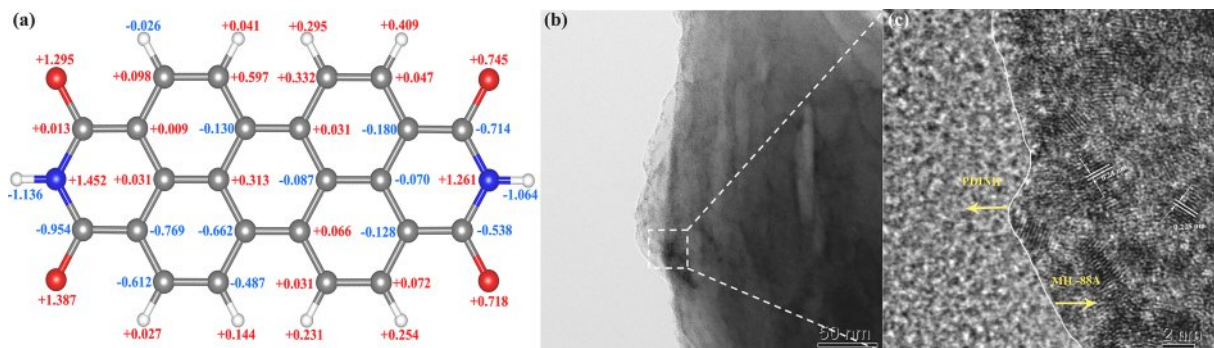 (a)
-0.026 +0.041 +0.295 +0.409
+1.295 +0.745
+0.098 +0.597 +0.332 +0.047
+0.013 +0.009 -0.130 +0.031 -0.180 -0.714
+1.452 +0.031 +0.313 -0.087 -0.070 +1.261
-1.136 -1.064
-0.954 -0.769 -0.662 +0.066 -0.128 -0.538
-0.612 -0.487 +0.031 +0.072
+1.387 +0.718
+0.027 +0.144 +0.231 +0.254
(b)
50 nm
(c)
PDINH
MIL-88A
2 nm